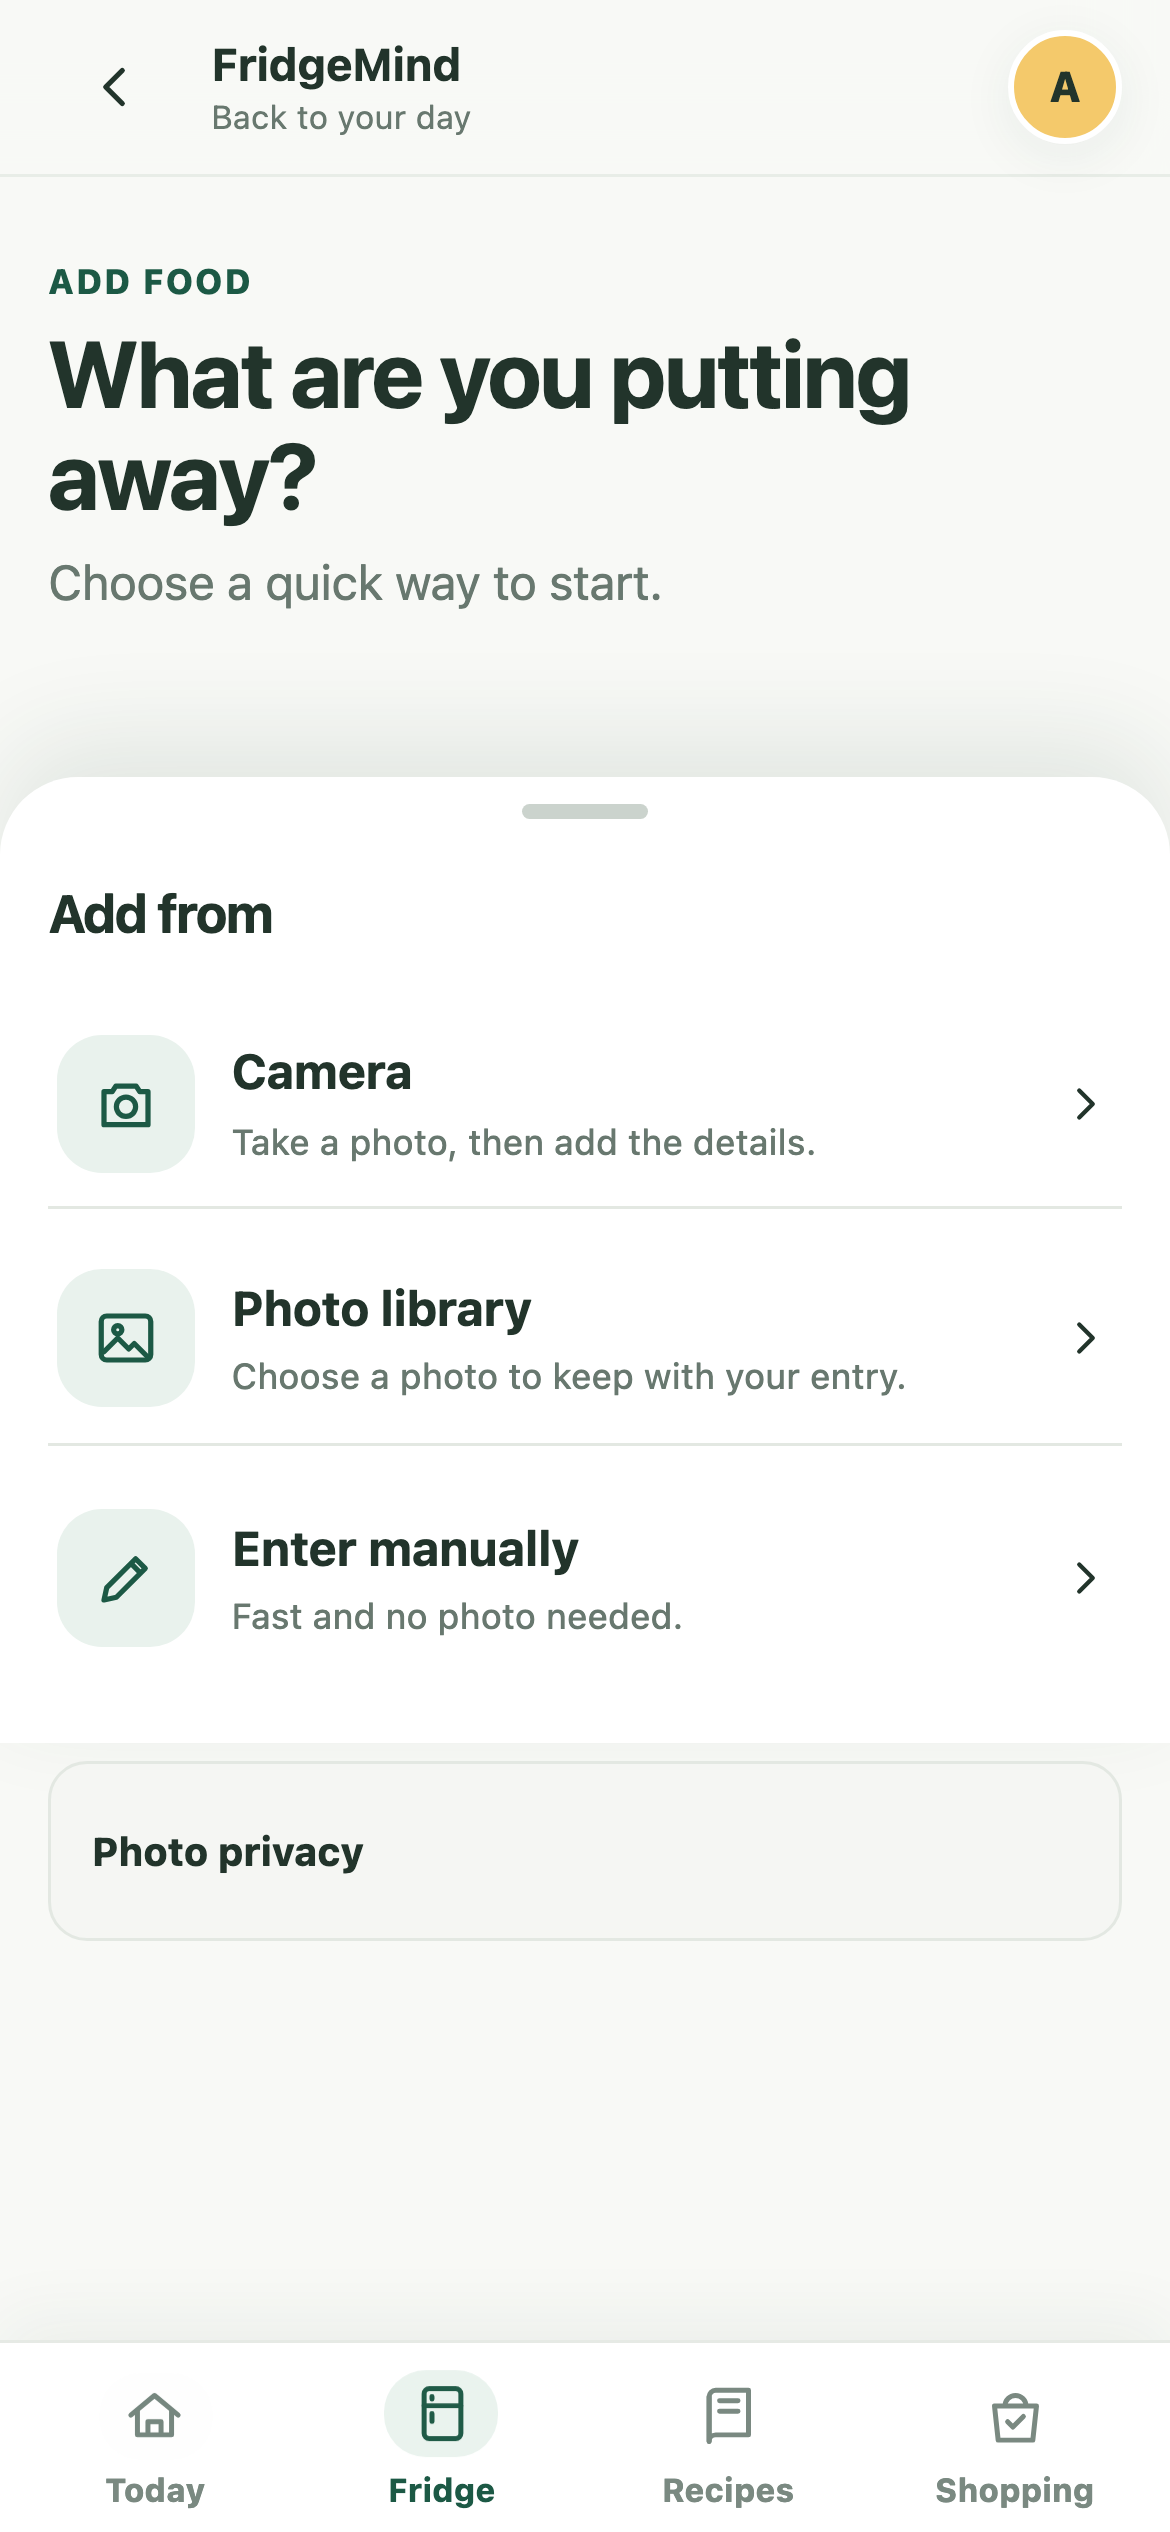 FridgeMind
Back to your day
A
ADD FOOD
What are you putting
away?
Choose a quick way to start.
Add from
Camera
Take a photo, then add the details.
Photo library
Choose a photo to keep with your entry.
Enter manually
Fast and no photo needed.
Photo privacy
Today
Fridge
Recipes
Shopping